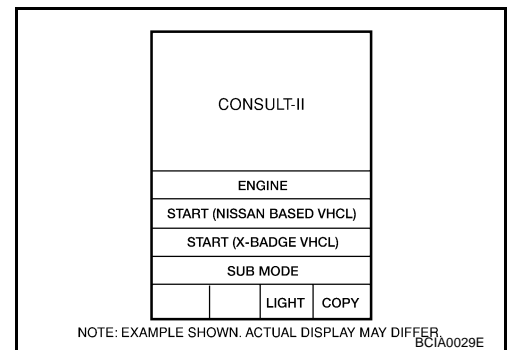 CONSULT-II
ENGINE
START (NISSAN BASED VHCL)
START (X-BADGE VHCL)
SUB MODE
LIGHT COPY
NOTE: EXAMPLE SHOWN. ACTUAL DISPLAY MAY DIFFER.
BCIA0029E